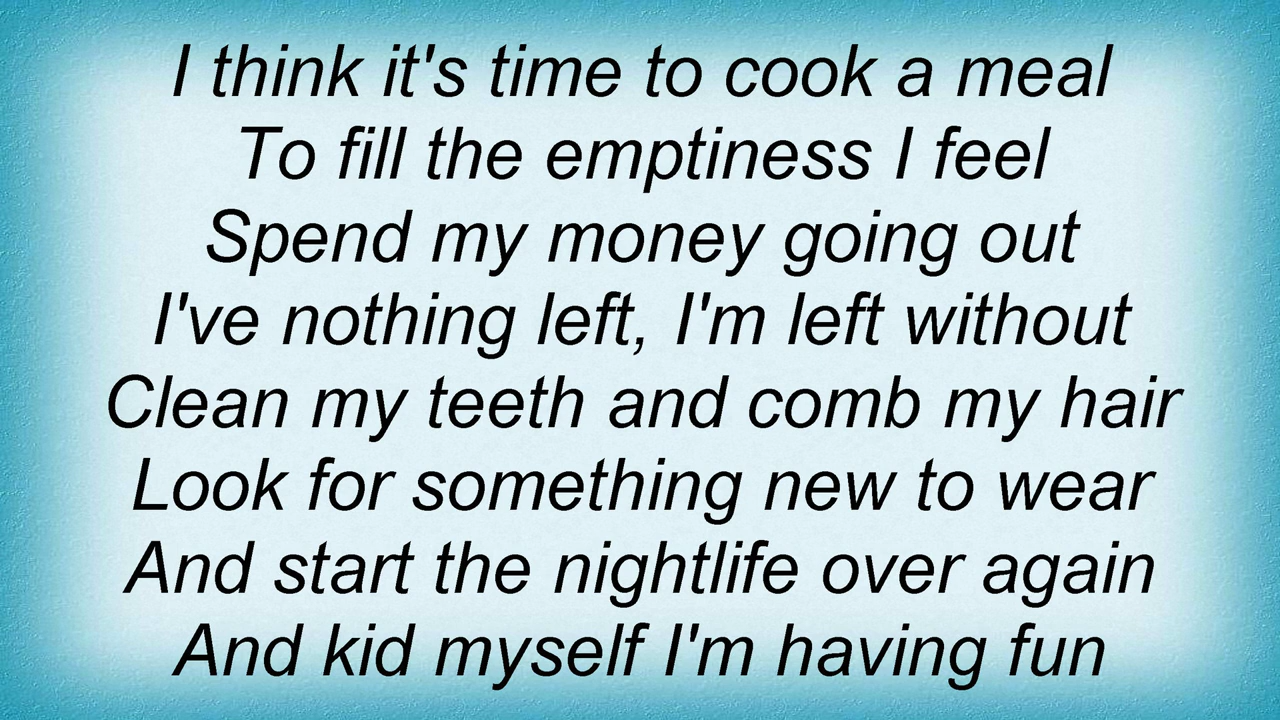 I think it's time to cook a meal
To fill the emptiness I feel
Spend my money going out
I've nothing left, I'm left without
Clean my teeth and comb my hair
Look for something new to wear
And start the nightlife over again
And kid myself I'm having fun